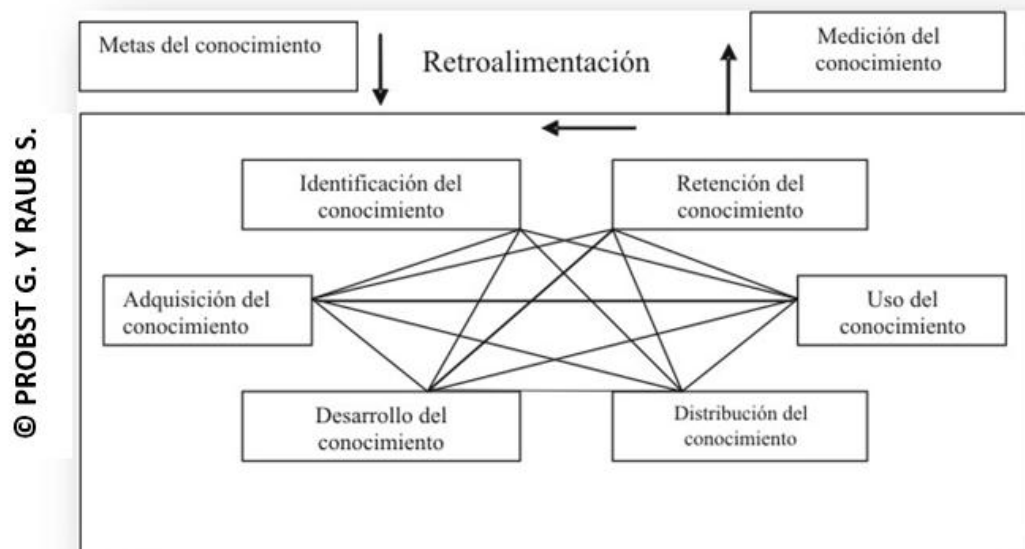 Metas del conocimiento
Retroalimentación
Medición del
conocimiento
© PROBST G. Y RAUB S.
Identificación del
conocimiento
Retención del
conocimiento
Adquisición del
conocimiento
Uso del
conocimiento
Desarrollo del
conocimiento
Distribución del
conocimiento